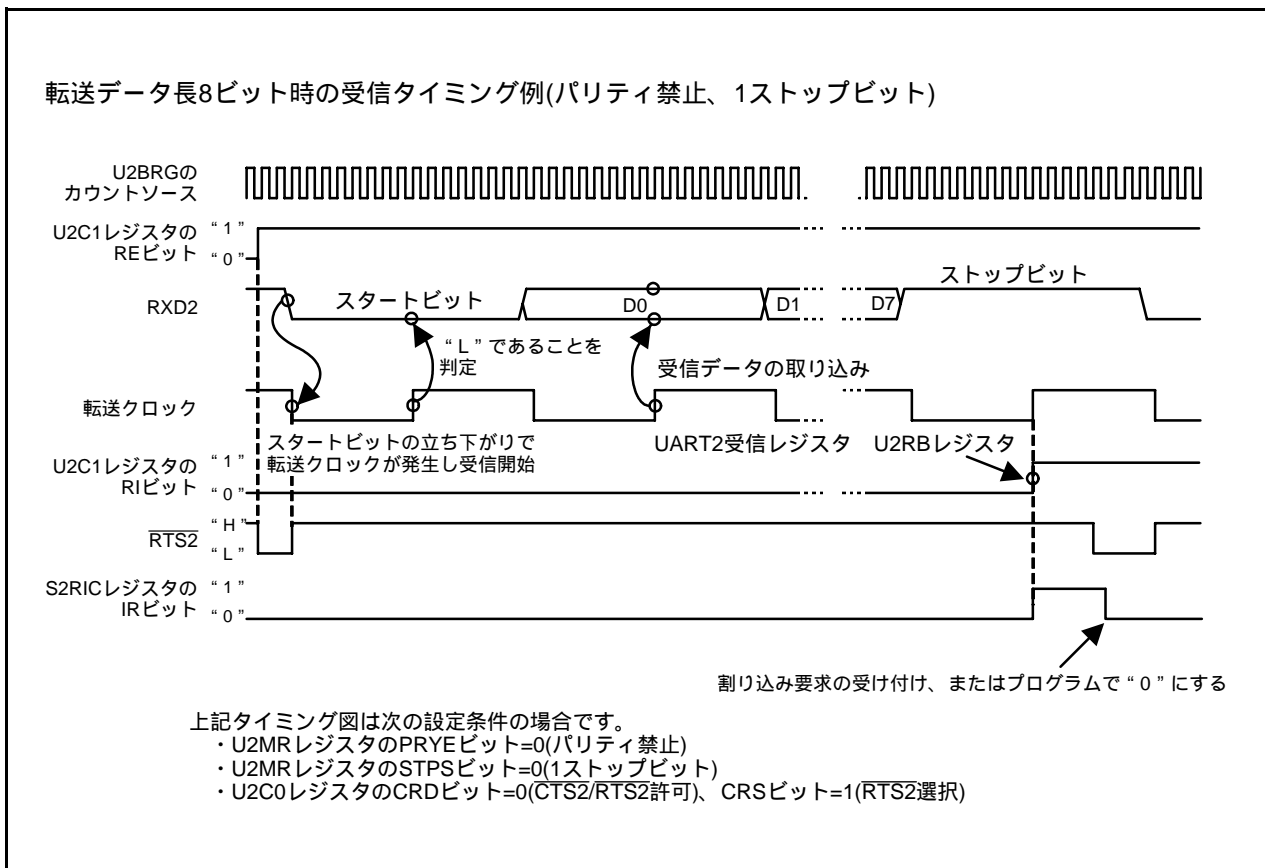 転送データ長8ビット時の受信タイミング例(パリティ禁止、1ストップビット)
U2BRGの
カウントソース
U2C1レジスタの
REビット
“ 1 ”
“ 0 ”
RXD2
スタートビット
D0
D1
D7
ストップビット
“ L ” であることを
判定
受信データの取り込み
転送クロック
スタートビットの立ち下がりで
転送クロックが発生し受信開始
UART2受信レジスタ
U2RBレジスタ
U2C1レジスタの
RIビット
“ 1 ”
“ 0 ”
RTS2
“ H ”
“ L ”
S2RICレジスタの
IRビット
“ 1 ”
“ 0 ”
割り込み要求の受け付け、またはプログラムで “ 0 ” にする
上記タイミング図は次の設定条件の場合です。
・U2MRレジスタのPRYEビット=0(パリティ禁止)
・U2MRレジスタのSTPSビット=0(1ストップビット)
・U2C0レジスタのCRDビット=0(CTS2/RTS2許可)、CRSビット=1(RTS2選択)